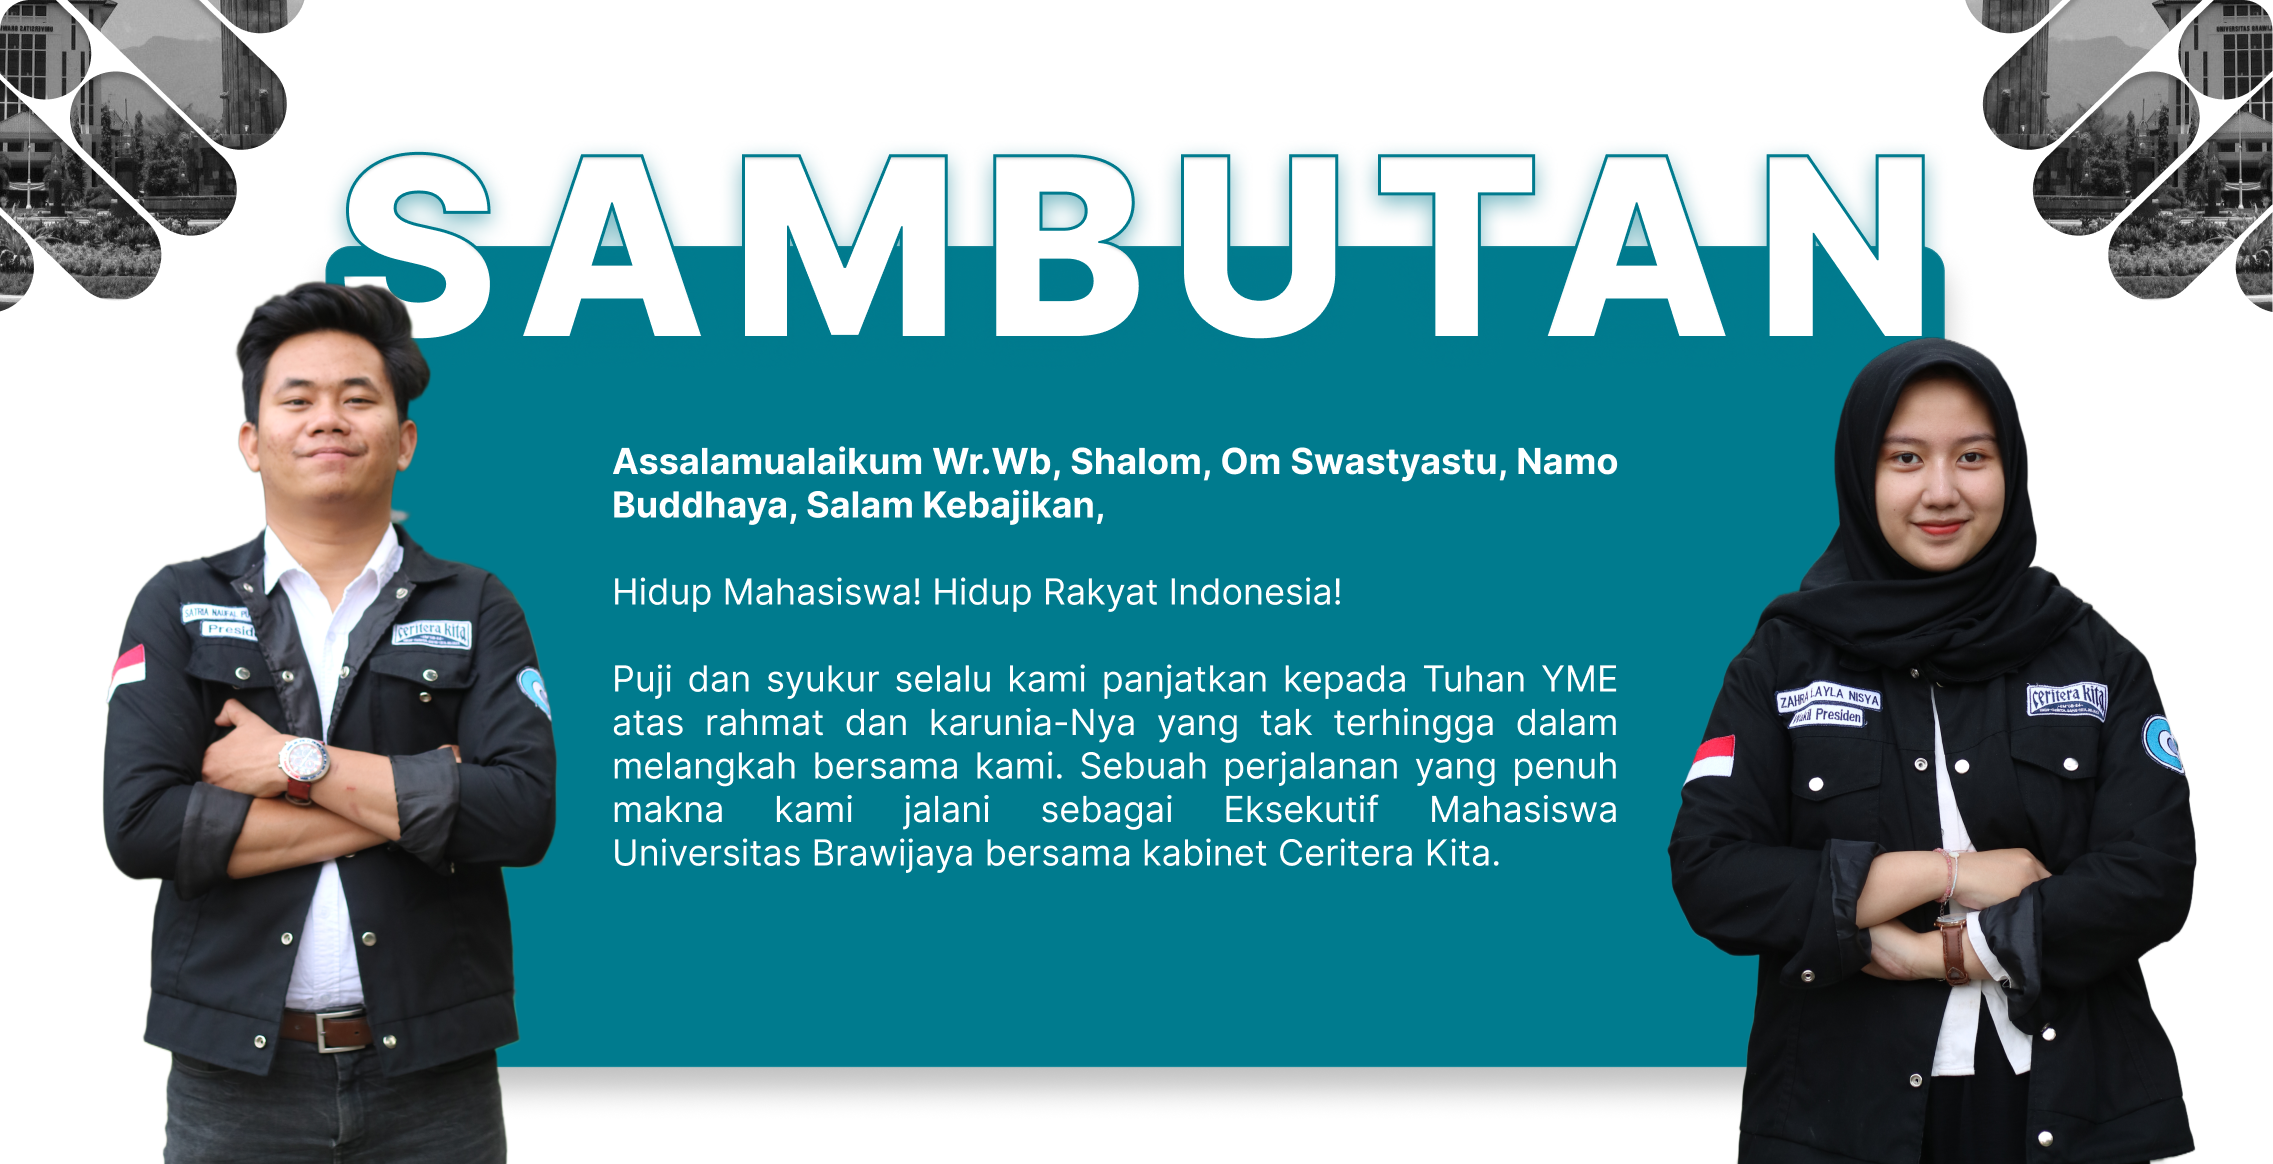 SAMBUTAN
Assalamualaikum Wr.Wb, Shalom, Om Swastyastu, Namo
Buddhaya, Salam Kebajikan,
Hidup Mahasiswa! Hidup Rakyat Indonesia!
Puji dan syukur selalu kami panjatkan kepada Tuhan YME
atas rahmat dan karunia-Nya yang tak terhingga dalam
melangkah bersama kami. Sebuah perjalanan yang penuh
makna kami jalani sebagai Eksekutif Mahasiswa
Universitas Brawijaya bersama kabinet Ceritera Kita.
SATRIA NAUFAL
Presid
ceritera kita
ZAHRA LAYLA NISYA
Wakil Presiden
ceritera kita